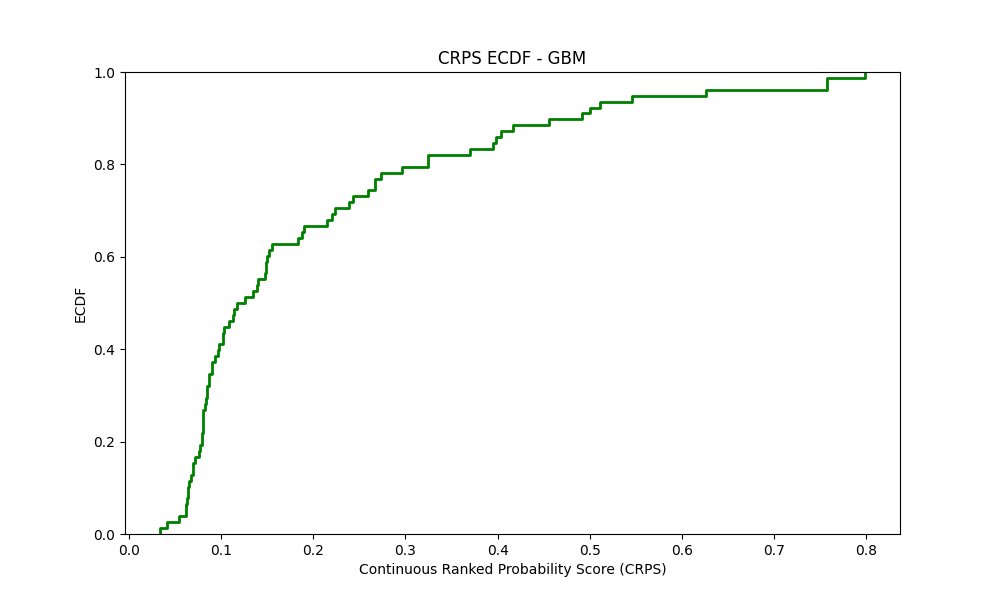 CRPS ECDF - GBM
1.0
0.8
0.6
0.4
0.2
0.0
ECDF
0.0 0.1 0.2 0.3 0.4 0.5 0.6 0.7 0.8
Continuous Ranked Probability Score (CRPS)